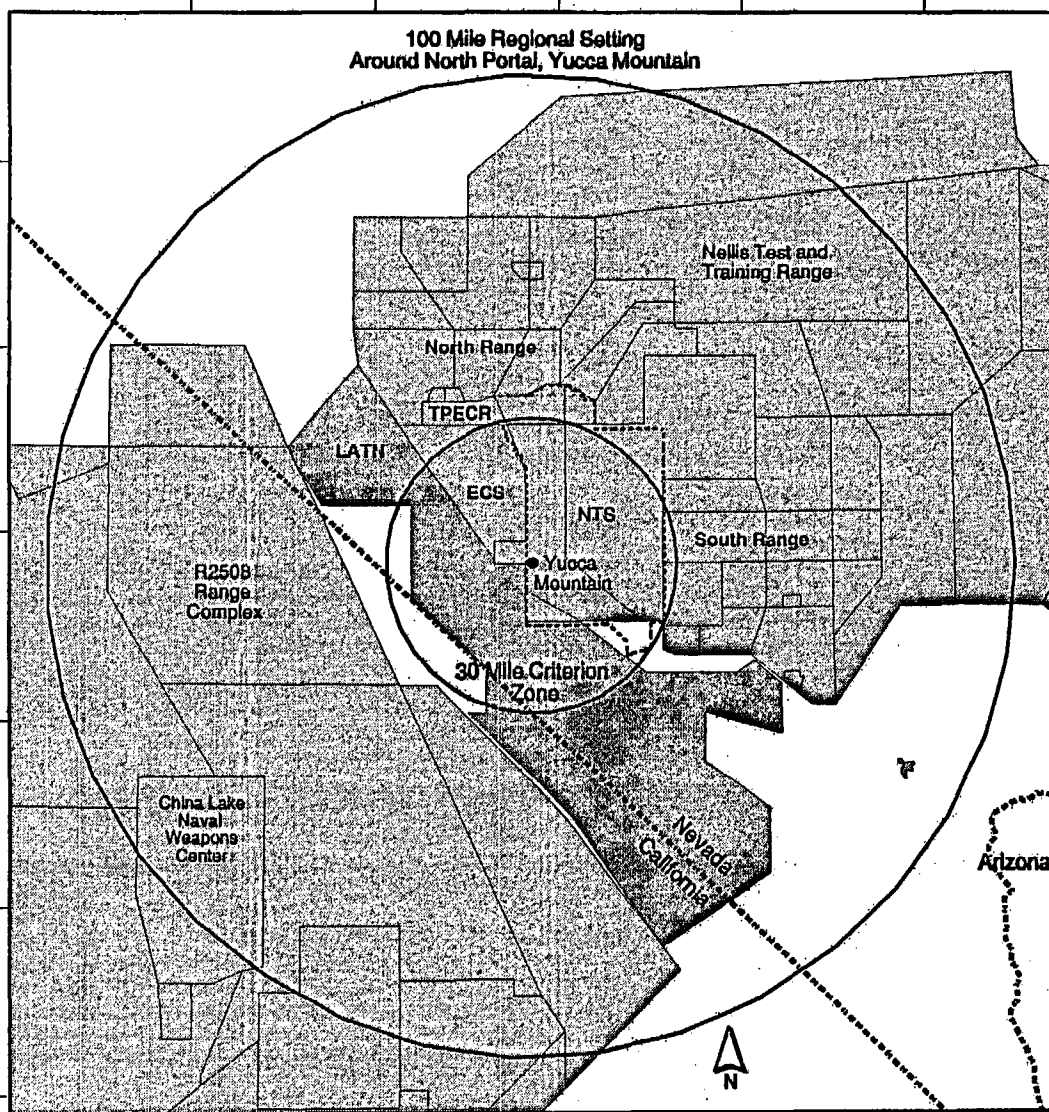 100 Mile Regional Setting
Around North Portal, Yucca Mountain
Nellis Test and
Training Range
North Range
TPECR
LATN
ECS
NTS
South Range
Yucca
Mountain
R2508
Range
Complex
30 Mile Criterion
Zone
China Lake
Naval
Weapons
Center
Nevada
California
Arizona
N